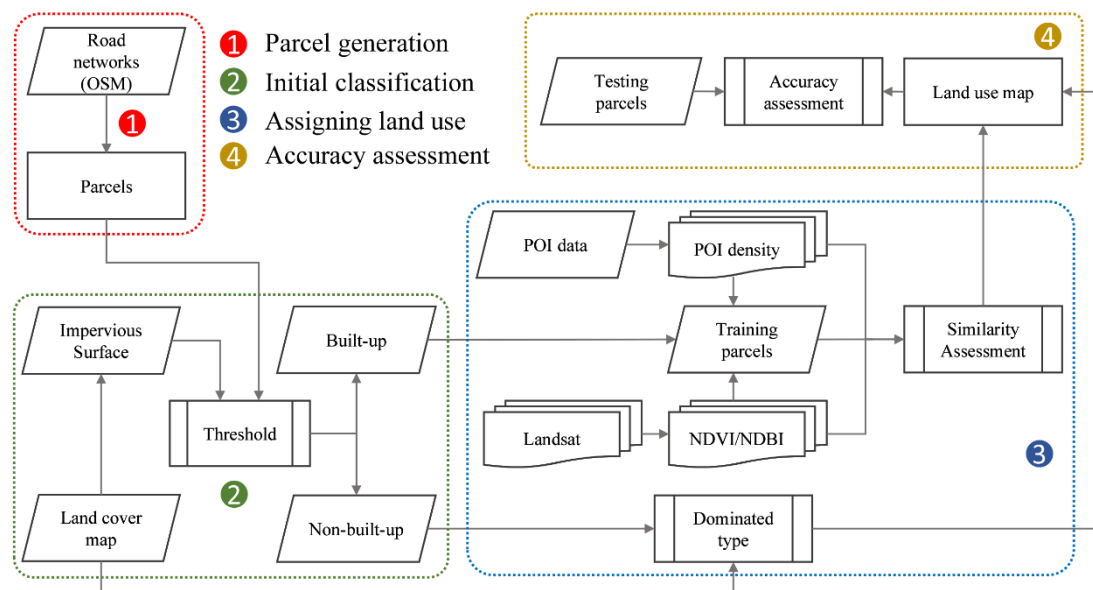 Road
networks
(OSM)
1
Parcels
1 Parcel generation
2 Initial classification
3 Assigning land use
4 Accuracy assessment
4
Testing
parcels
Accuracy
assessment
Land use map
Impervious
Surface
Built-up
Threshold
2
Land cover
map
Non-built-up
POI data
POI density
Training
parcels
Similarity
Assessment
Landsat
NDVI/NDBI
3
Dominated
type